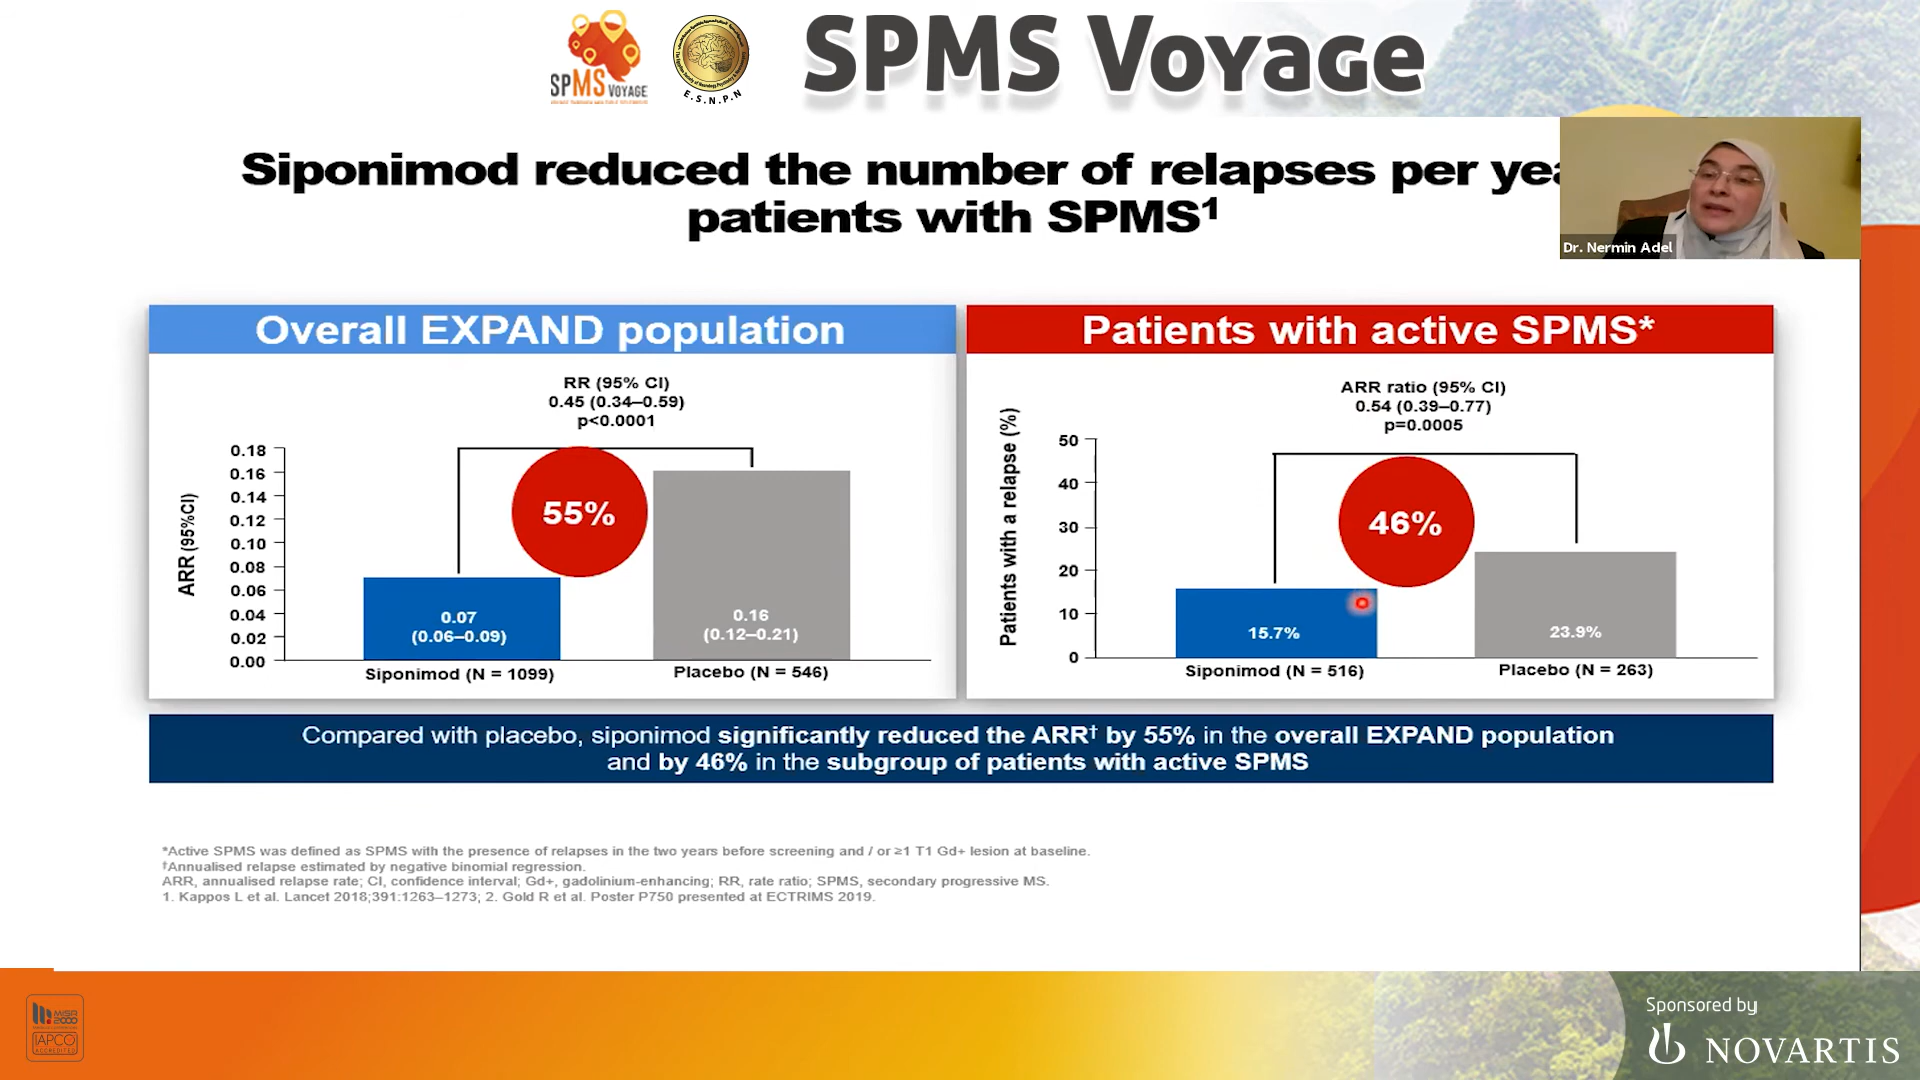 SPMS VOYAGE
E.S.N.P.N
SPMS Voyage
Siponimod reduced the number of relapses per
patients with SPMS¹
Dr. Nermin Adel
Overall EXPAND population
RR (95% CI)
0.45 (0.34–0.59)
p<0.0001
ARR (95%CI)
0.18
0.16
0.14
0.12
0.10
0.08
0.06
0.04
0.02
0.00
55%
0.07
(0.06–0.09)
0.16
(0.12–0.21)
Siponimod (N = 1099)
Placebo (N = 546)
Patients with active SPMS*
ARR ratio (95% CI)
0.54 (0.39–0.77)
p=0.0005
Patients with a relapse (%)
50
40
30
20
10
0
46%
15.7%
23.9%
Siponimod (N = 516)
Placebo (N = 263)
Compared with placebo, siponimod significantly reduced the ARR† by 55% in the overall EXPAND population
and by 46% in the subgroup of patients with active SPMS
*Active SPMS was defined as SPMS with the presence of relapses in the two years before screening and / or ≥1 T1 Gd+ lesion at baseline.
†Annualised relapse estimated by negative binomial regression.
ARR, annualised relapse rate; CI, confidence interval; Gd+, gadolinium-enhancing; RR, rate ratio; SPMS, secondary progressive MS.
1. Kappos L et al. Lancet 2018;391:1263–1273; 2. Gold R et al. Poster P750 presented at ECTRIMS 2019.
MISR
2000
IAPCO
ACCREDITED
Sponsored by
NOVARTIS